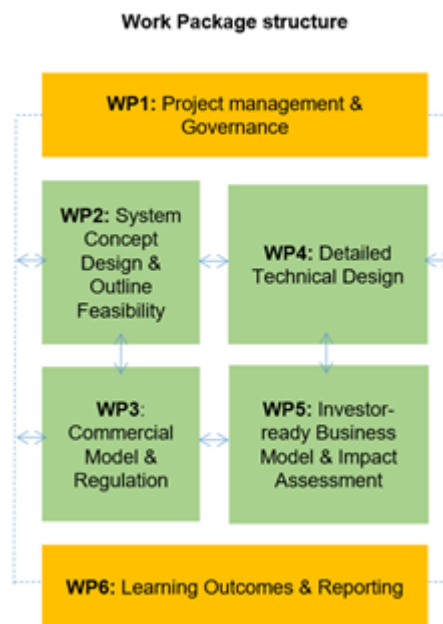 Work Package structure
WP1: Project management &
Governance
WP2: System
Concept
Design &
Outline
Feasibility
WP4: Detailed
Technical Design
WP3:
Commercial
Model &
Regulation
WP5: Investor-
ready Business
Model & Impact
Assessment
WP6: Learning Outcomes & Reporting